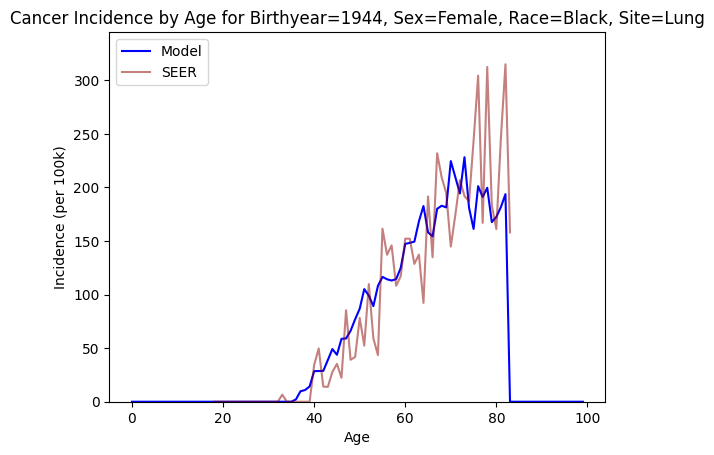 Cancer Incidence by Age for Birthyear=1944, Sex=Female, Race=Black, Site=Lung
Model
SEER
300
250
200
150
100
50
0
Incidence (per 100k)
0 20 40 60 80 100
Age